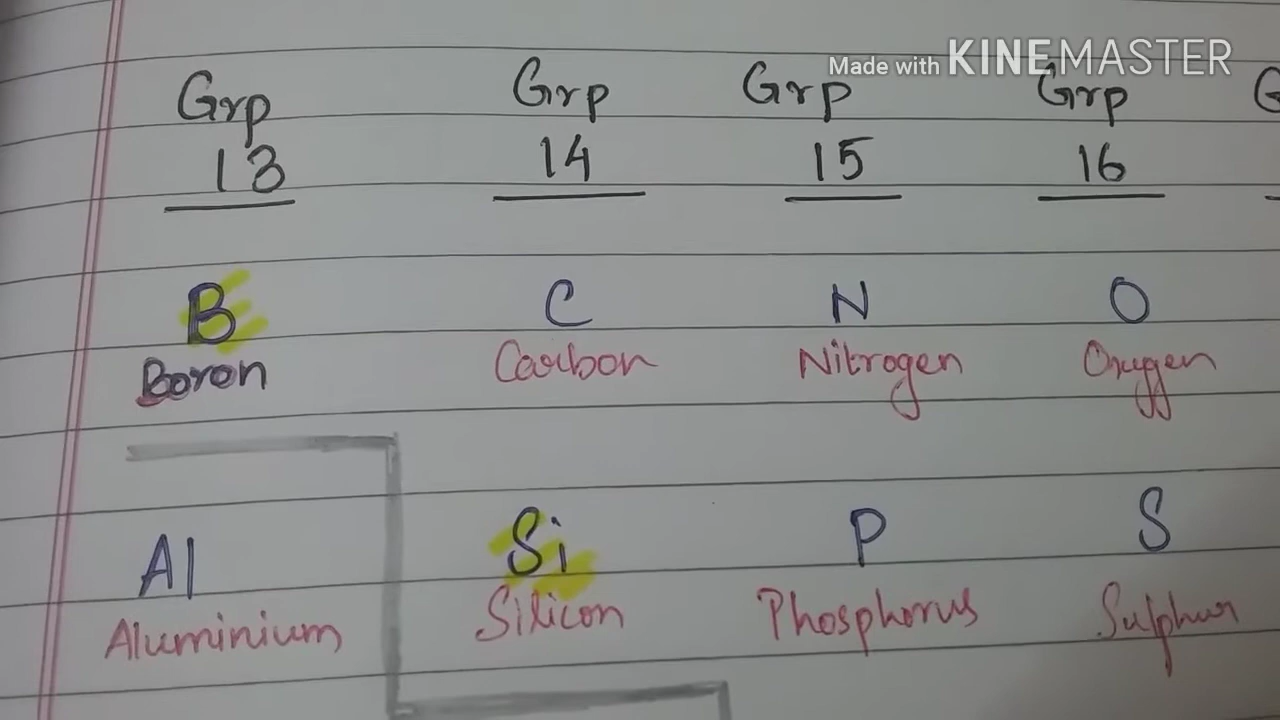 Made with KINEMASTER
Grp Grp Grp Grp G
13 14 15 16
B C N O
Boron Carbon Nitrogen Oxygen
Al Si P S
Aluminium Silicon Phosphorus Sulphur